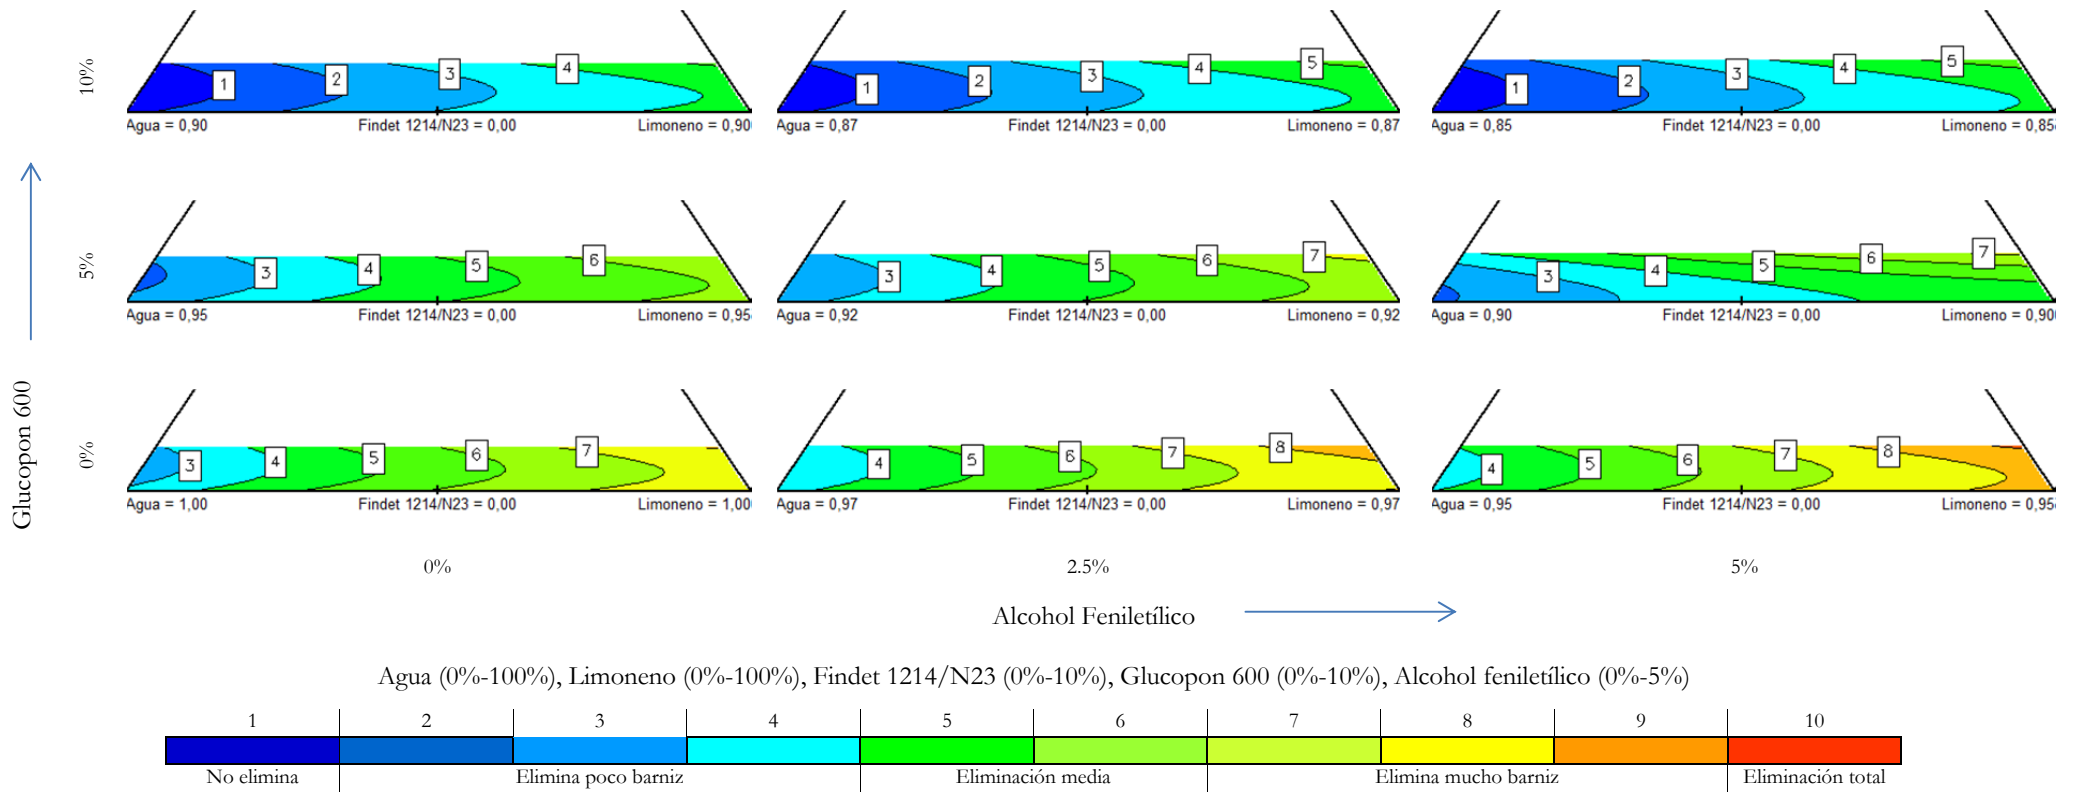 10%
1 2 3 4
Agua = 0,90 Findet 1214/N23 = 0,00 Limoneno = 0,90
1 2 3 4 5
Agua = 0,87 Findet 1214/N23 = 0,00 Limoneno = 0,87
1 2 3 4 5
Agua = 0,85 Findet 1214/N23 = 0,00 Limoneno = 0,85
5%
3 4 5 6
Agua = 0,95 Findet 1214/N23 = 0,00 Limoneno = 0,95
3 4 5 6 7
Agua = 0,92 Findet 1214/N23 = 0,00 Limoneno = 0,92
3 4 5 6 7
Agua = 0,90 Findet 1214/N23 = 0,00 Limoneno = 0,90
Glucopon 600
0%
3 4 5 6 7
Agua = 1,00 Findet 1214/N23 = 0,00 Limoneno = 1,00
4 5 6 7 8
Agua = 0,97 Findet 1214/N23 = 0,00 Limoneno = 0,97
4 5 6 7 8
Agua = 0,95 Findet 1214/N23 = 0,00 Limoneno = 0,95
0% 2.5% 5%
Alcohol Feniletílico
Agua (0%-100%), Limoneno (0%-100%), Findet 1214/N23 (0%-10%), Glucopon 600 (0%-10%), Alcohol feniletílico (0%-5%)
1 2 3 4 5 6 7 8 9 10
No elimina Elimina poco barniz Eliminación media Elimina mucho barniz Eliminación total